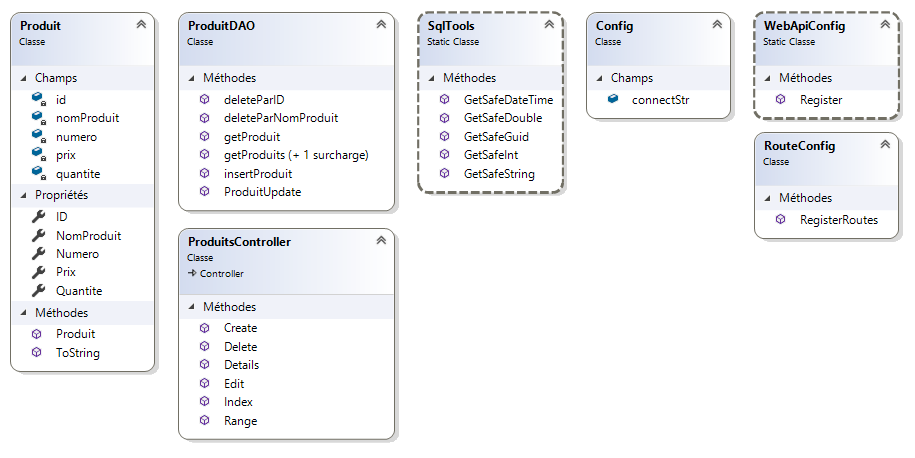 Produit
Classe
Champs
id
nomProduit
numero
prix
quantite
Propriétés
ID
NomProduit
Numero
Prix
Quantite
Méthodes
Produit
ToString
ProduitDAO
Classe
Méthodes
deleteParID
deleteParNomProduit
getProduit
getProduits (+ 1 surcharge)
insertProduit
ProduitUpdate
ProduitsController
Classe
Controller
Méthodes
Create
Delete
Details
Edit
Index
Range
SqlTools
Static Classe
Méthodes
GetSafeDateTime
GetSafeDouble
GetSafeGuid
GetSafeInt
GetSafeString
Config
Classe
Champs
connectStr
WebApiConfig
Static Classe
Méthodes
Register
RouteConfig
Classe
Méthodes
RegisterRoutes